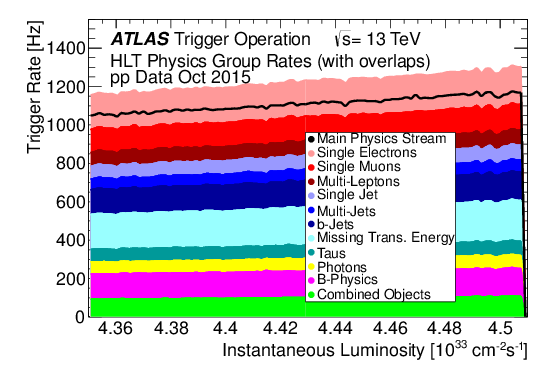 ATLAS Trigger Operation √s= 13 TeV
HLT Physics Group Rates (with overlaps)
pp Data Oct 2015
Trigger Rate [Hz]
1400
1200
1000
800
600
400
200
0
Main Physics Stream
Single Electrons
Single Muons
Multi-Leptons
Single Jet
Multi-Jets
b-Jets
Missing Trans. Energy
Taus
Photons
B-Physics
Combined Objects
4.36 4.38 4.4 4.42 4.44 4.46 4.48 4.5
Instantaneous Luminosity [10³³ cm⁻²s⁻¹]